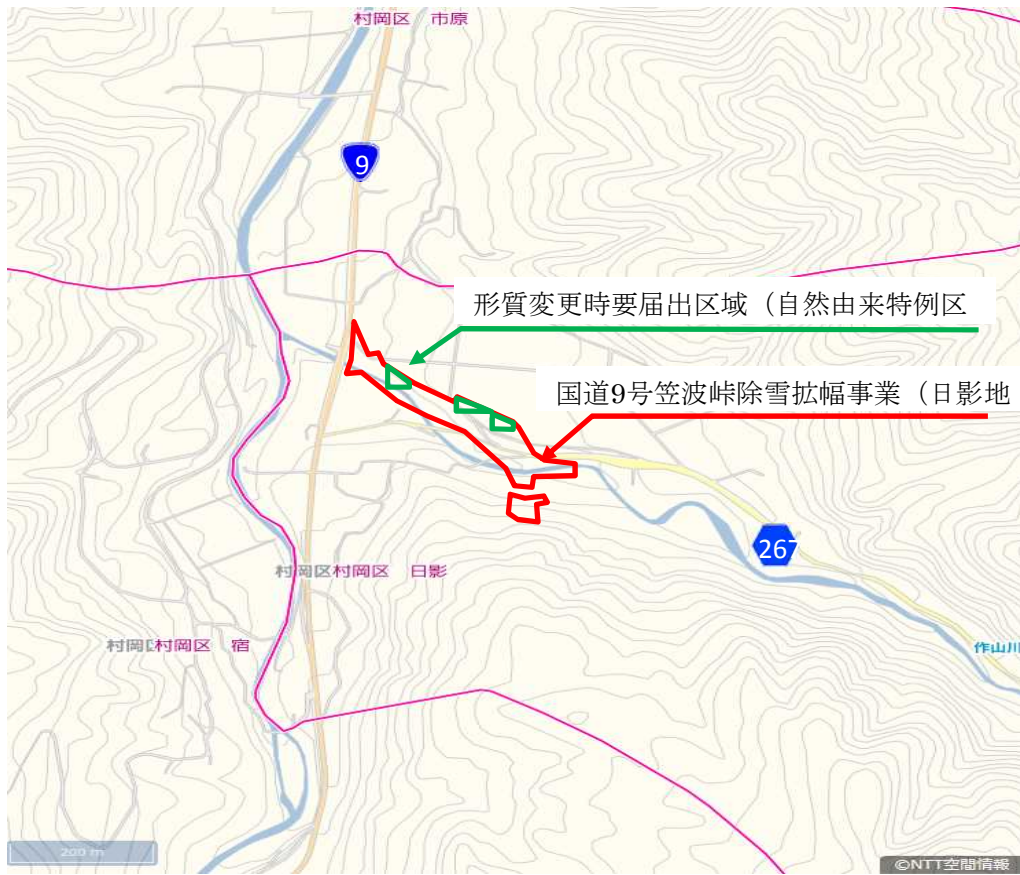 村岡区 市原
9
形質変更時要届出区域（自然由来特例区
国道9号笠波峠除雪拡幅事業（日影地
267
村岡区村岡区 日影
村岡区村岡区 宿
作山川
200 m
©NTT空間情報